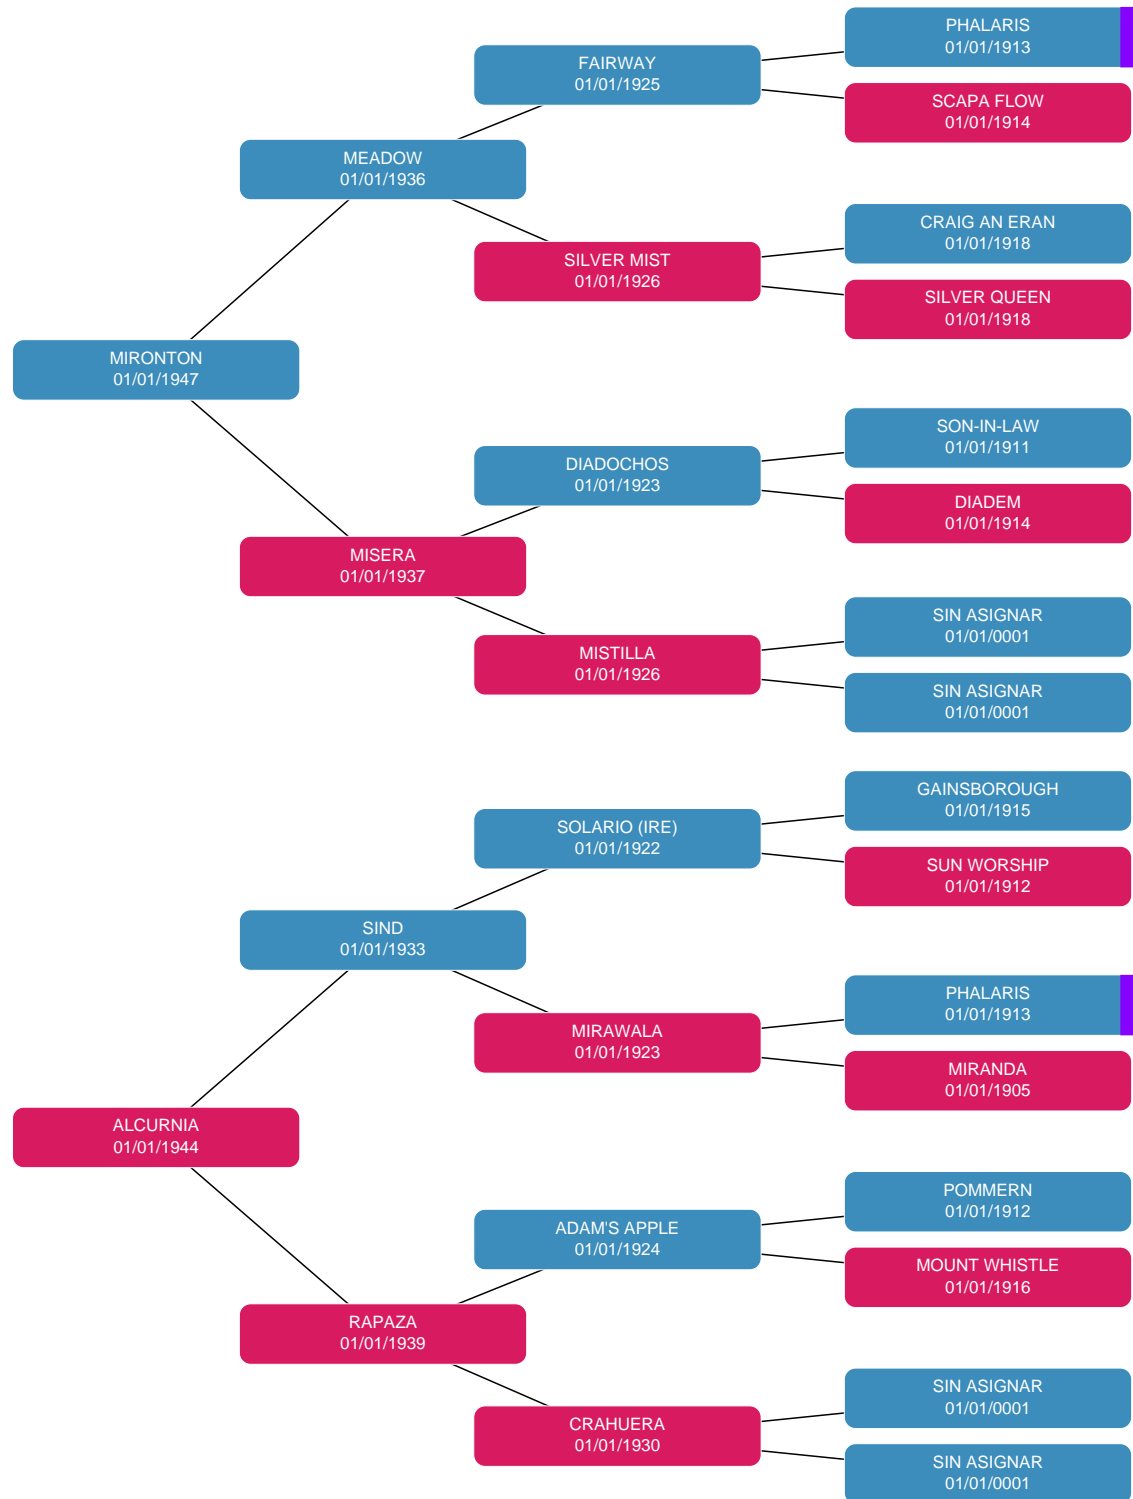 PHALARIS
01/01/1913
FAIRWAY
01/01/1925
SCAPA FLOW
01/01/1914
MEADOW
01/01/1936
CRAIG AN ERAN
01/01/1918
SILVER MIST
01/01/1926
SILVER QUEEN
01/01/1918
MIRONTON
01/01/1947
SON-IN-LAW
01/01/1911
DIADOCHOS
01/01/1923
DIADEM
01/01/1914
MISERA
01/01/1937
SIN ASIGNAR
01/01/0001
MISTILLA
01/01/1926
SIN ASIGNAR
01/01/0001
GAINSBOROUGH
01/01/1915
SOLARIO (IRE)
01/01/1922
SUN WORSHIP
01/01/1912
SIND
01/01/1933
PHALARIS
01/01/1913
MIRAWALA
01/01/1923
MIRANDA
01/01/1905
ALCURNIA
01/01/1944
POMMERN
01/01/1912
ADAM'S APPLE
01/01/1924
MOUNT WHISTLE
01/01/1916
RAPAZA
01/01/1939
SIN ASIGNAR
01/01/0001
CRAHUERA
01/01/1930
SIN ASIGNAR
01/01/0001